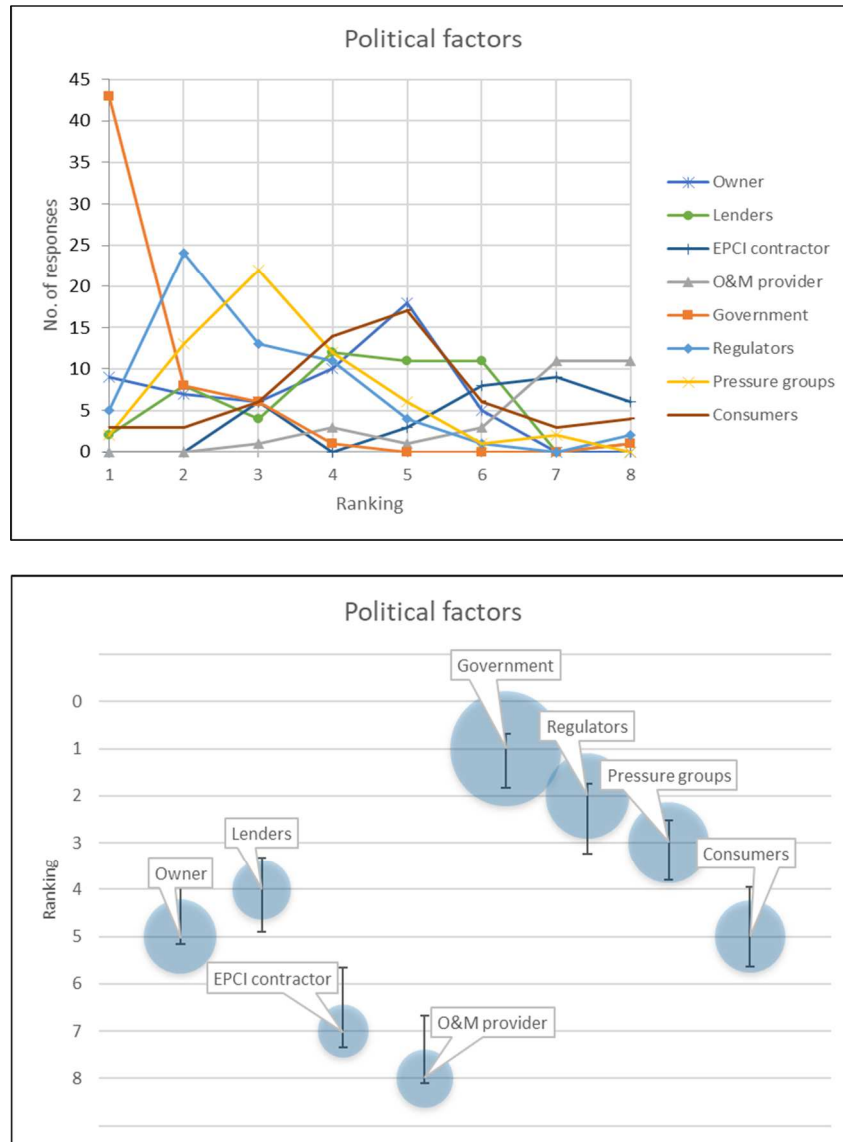 Political factors
45
40
35
30
25
20
15
10
5
0
No. of responses
1 2 3 4 5 6 7 8
Ranking
Owner
Lenders
EPCI contractor
O&M provider
Government
Regulators
Pressure groups
Consumers
Political factors
Government
0
Regulators
1
Pressure groups
2
Lenders
3
Consumers
Owner
4
Ranking
5
EPCI contractor
6
O&M provider
7
8